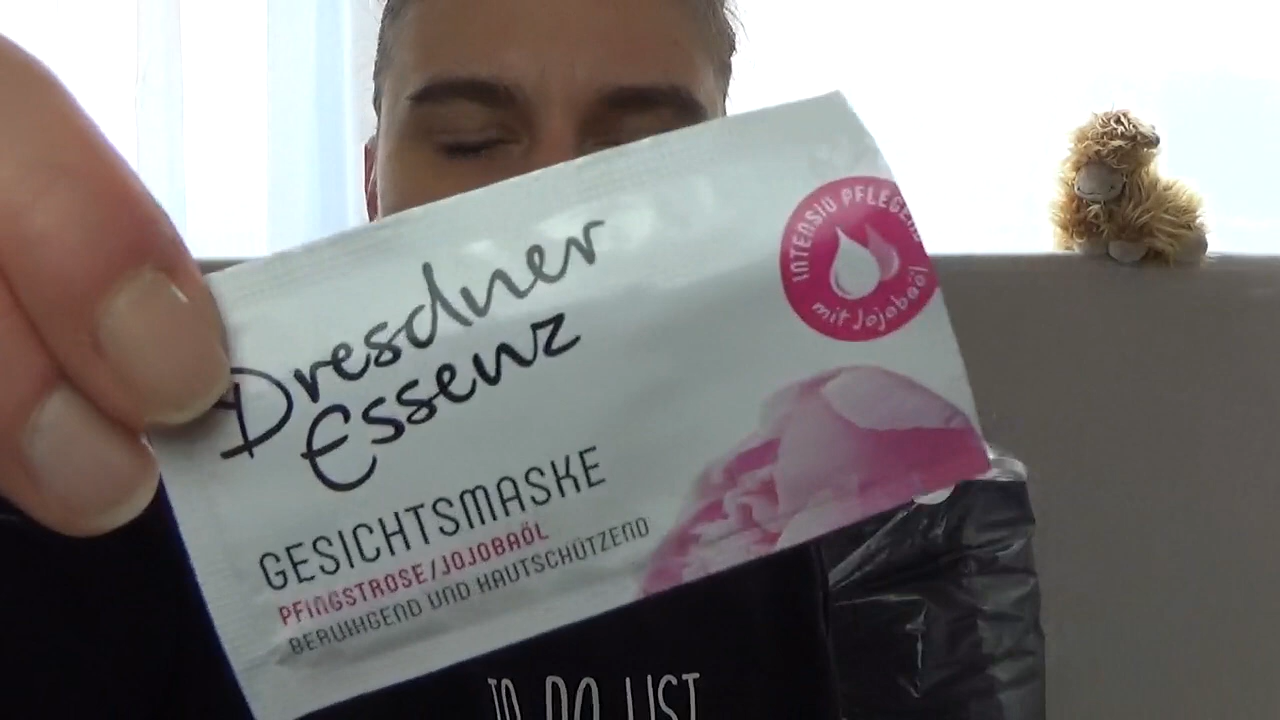 Dresdner
Essenz
INTENSIV PFLEGEND
mit Jojobaöl
GESICHTSMASKE
PFINGSTROSE/JOJOBAÖL
BERUHIGEND UND HAUTSCHÜTZEND
TO DO LIST